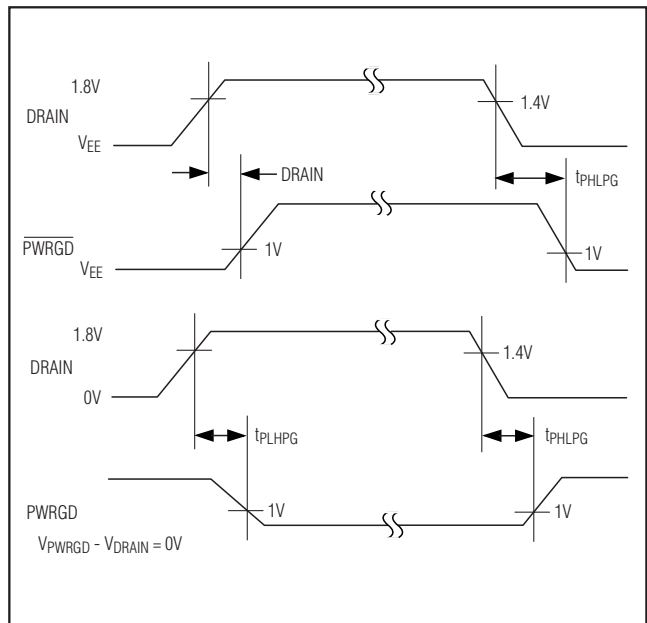 1.8V
DRAIN
VEE
1.4V
DRAIN
tPHLPG
PWRGD
VEE
1V
1V
1.8V
DRAIN
0V
1.4V
tPLHPG
tPHLPG
PWRGD
1V
1V
VPWRGD - VDRAIN = 0V